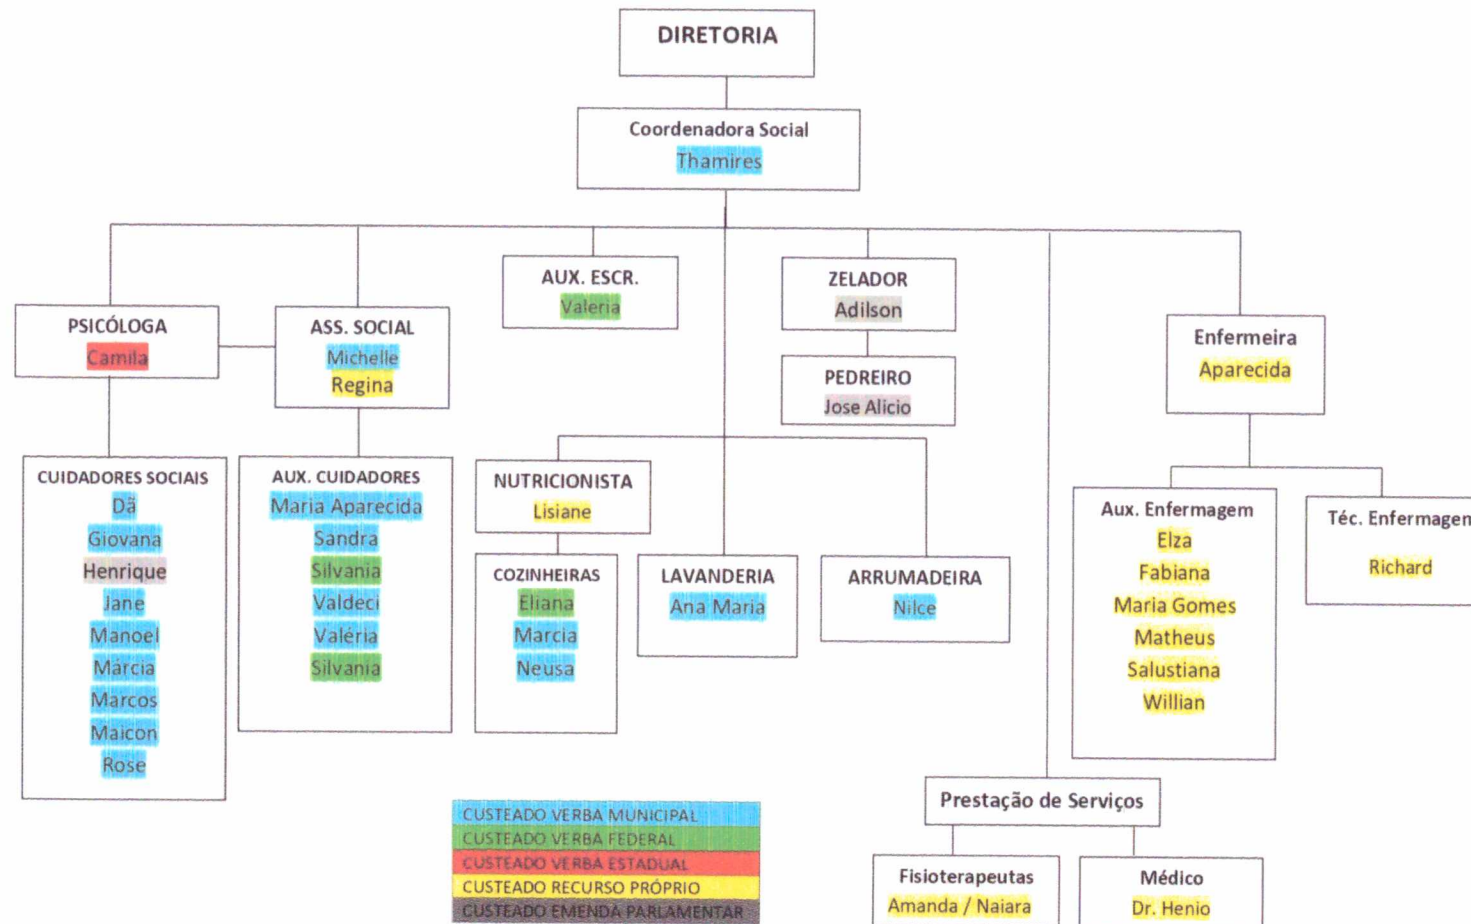 DIRETORIA
Coordenadora Social
Thamires
PSICÓLOGA
Camila
ASS. SOCIAL
Michelle
Regina
AUX. ESCR.
Valeria
ZELADOR
Adilson
PEDREIRO
Jose Alicio
Enfermeira
Aparecida
CUIDADORES SOCIAIS
Dã
Giovana
Henrique
Jane
Manoel
Márcia
Marcos
Maicon
Rose
AUX. CUIDADORES
Maria Aparecida
Sandra
Silvania
Valdeci
Valéria
Silvania
NUTRICIONISTA
Lisiane
COZINHEIRAS
Eliana
Marcia
Neusa
LAVANDERIA
Ana Maria
ARRUMADEIRA
Nilce
Aux. Enfermagem
Elza
Fabiana
Maria Gomes
Matheus
Salustiana
Willian
Téc. Enfermagem
Richard
Prestação de Serviços
Fisioterapeutas
Amanda / Naiara
Médico
Dr. Henio
CUSTEADO VERBA MUNICIPAL
CUSTEADO VERBA FEDERAL
CUSTEADO VERBA ESTADUAL
CUSTEADO RECURSO PRÓPRIO
CUSTEADO EMENDA PARLAMENTAR